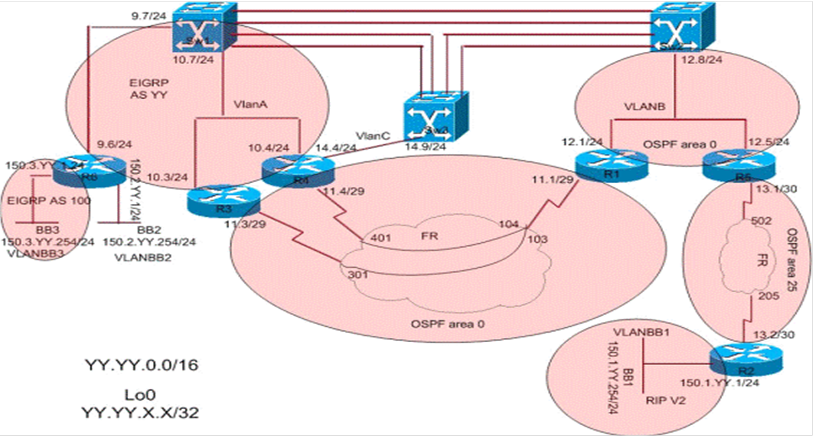 9.7/24
Sw1
Sw2
10.7/24
12.8/24
EIGRP
AS YY
VlanA
VlanC
Sw3
VLANB
9.6/24
10.4/24
14.4/24
14.9/24
12.1/24
OSPF area 0
12.5/24
150.3.YY.1.24
R6
150.2.YY.1/24
10.3/24
R4
R1
R5
EIGRP AS 100
R3
11.4/29
11.1/29
13.1/30
BB3
150.3.YY.254/24
VLANBB3
BB2
150.2.YY.254/24
VLANBB2
11.3/29
401
FR
104
103
301
OSPF area 0
502
FR
205
OSPF area 25
13.2/30
R2
VLANBB1
BB1
150.1.YY.254/24
150.1.YY.1/24
RIP V2
YY.YY.0.0/16
Lo0
YY.YY.X.X/32